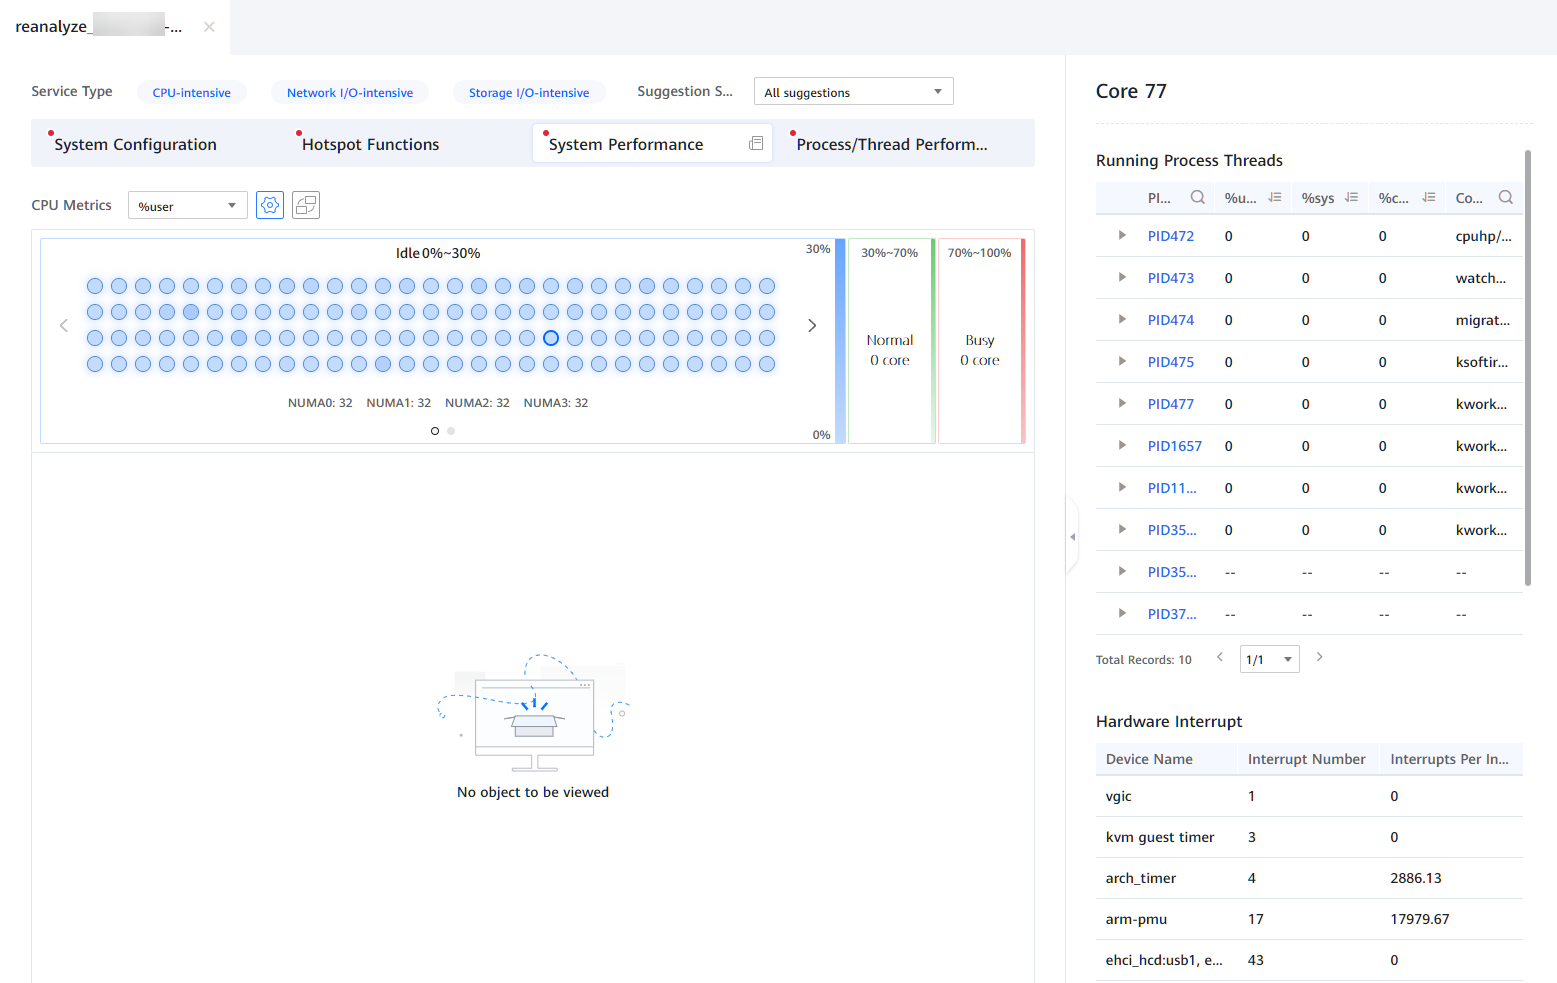 reanalyze_ -...
Service Type CPU-intensive Network I/O-intensive Storage I/O-intensive Suggestion S... All suggestions
System Configuration Hotspot Functions System Performance Process/Thread Perform...
CPU Metrics %user
Idle0%~30%
30%
0%
NUMA0: 32 NUMA1: 32 NUMA2: 32 NUMA3: 32
30%~70%
Normal
0 core
70%~100%
Busy
0 core
No object to be viewed
Core 77
Running Process Threads
PI... %u... %sys %c... Co...
PID472 0 0 0 cpuhp/...
PID473 0 0 0 watch...
PID474 0 0 0 migrat...
PID475 0 0 0 ksoftir...
PID477 0 0 0 kwork...
PID1657 0 0 0 kwork...
PID11... 0 0 0 kwork...
PID35... 0 0 0 kwork...
PID35... -- -- -- --
PID37... -- -- -- --
Total Records: 10 1/1
Hardware Interrupt
Device Name Interrupt Number Interrupts Per In...
vgic 1 0
kvm guest timer 3 0
arch_timer 4 2886.13
arm-pmu 17 17979.67
ehci_hcd:usb1, e... 43 0